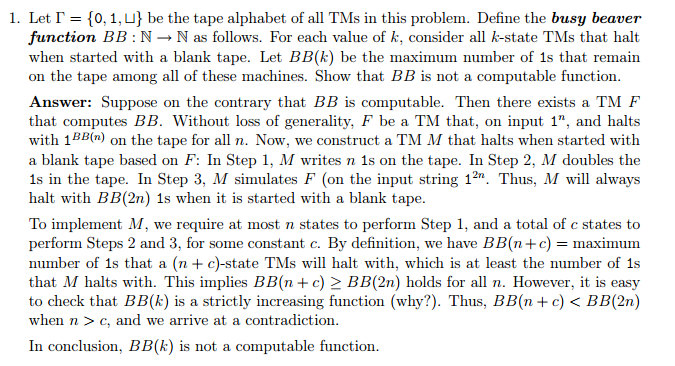 1. Let Γ = {0, 1, ⊔} be the tape alphabet of all TMs in this problem. Define the busy beaver
function BB : N → N as follows. For each value of k, consider all k-state TMs that halt
when started with a blank tape. Let BB(k) be the maximum number of 1s that remain
on the tape among all of these machines. Show that BB is not a computable function.
Answer: Suppose on the contrary that BB is computable. Then there exists a TM F
that computes BB. Without loss of generality, F be a TM that, on input 1ⁿ, and halts
with 1^{BB(n)} on the tape for all n. Now, we construct a TM M that halts when started with
a blank tape based on F: In Step 1, M writes n 1s on the tape. In Step 2, M doubles the
1s in the tape. In Step 3, M simulates F (on the input string 1²ⁿ. Thus, M will always
halt with BB(2n) 1s when it is started with a blank tape.
To implement M, we require at most n states to perform Step 1, and a total of c states to
perform Steps 2 and 3, for some constant c. By definition, we have BB(n + c) = maximum
number of 1s that a (n + c)-state TMs will halt with, which is at least the number of 1s
that M halts with. This implies BB(n + c) ≥ BB(2n) holds for all n. However, it is easy
to check that BB(k) is a strictly increasing function (why?). Thus, BB(n + c) < BB(2n)
when n > c, and we arrive at a contradiction.
In conclusion, BB(k) is not a computable function.